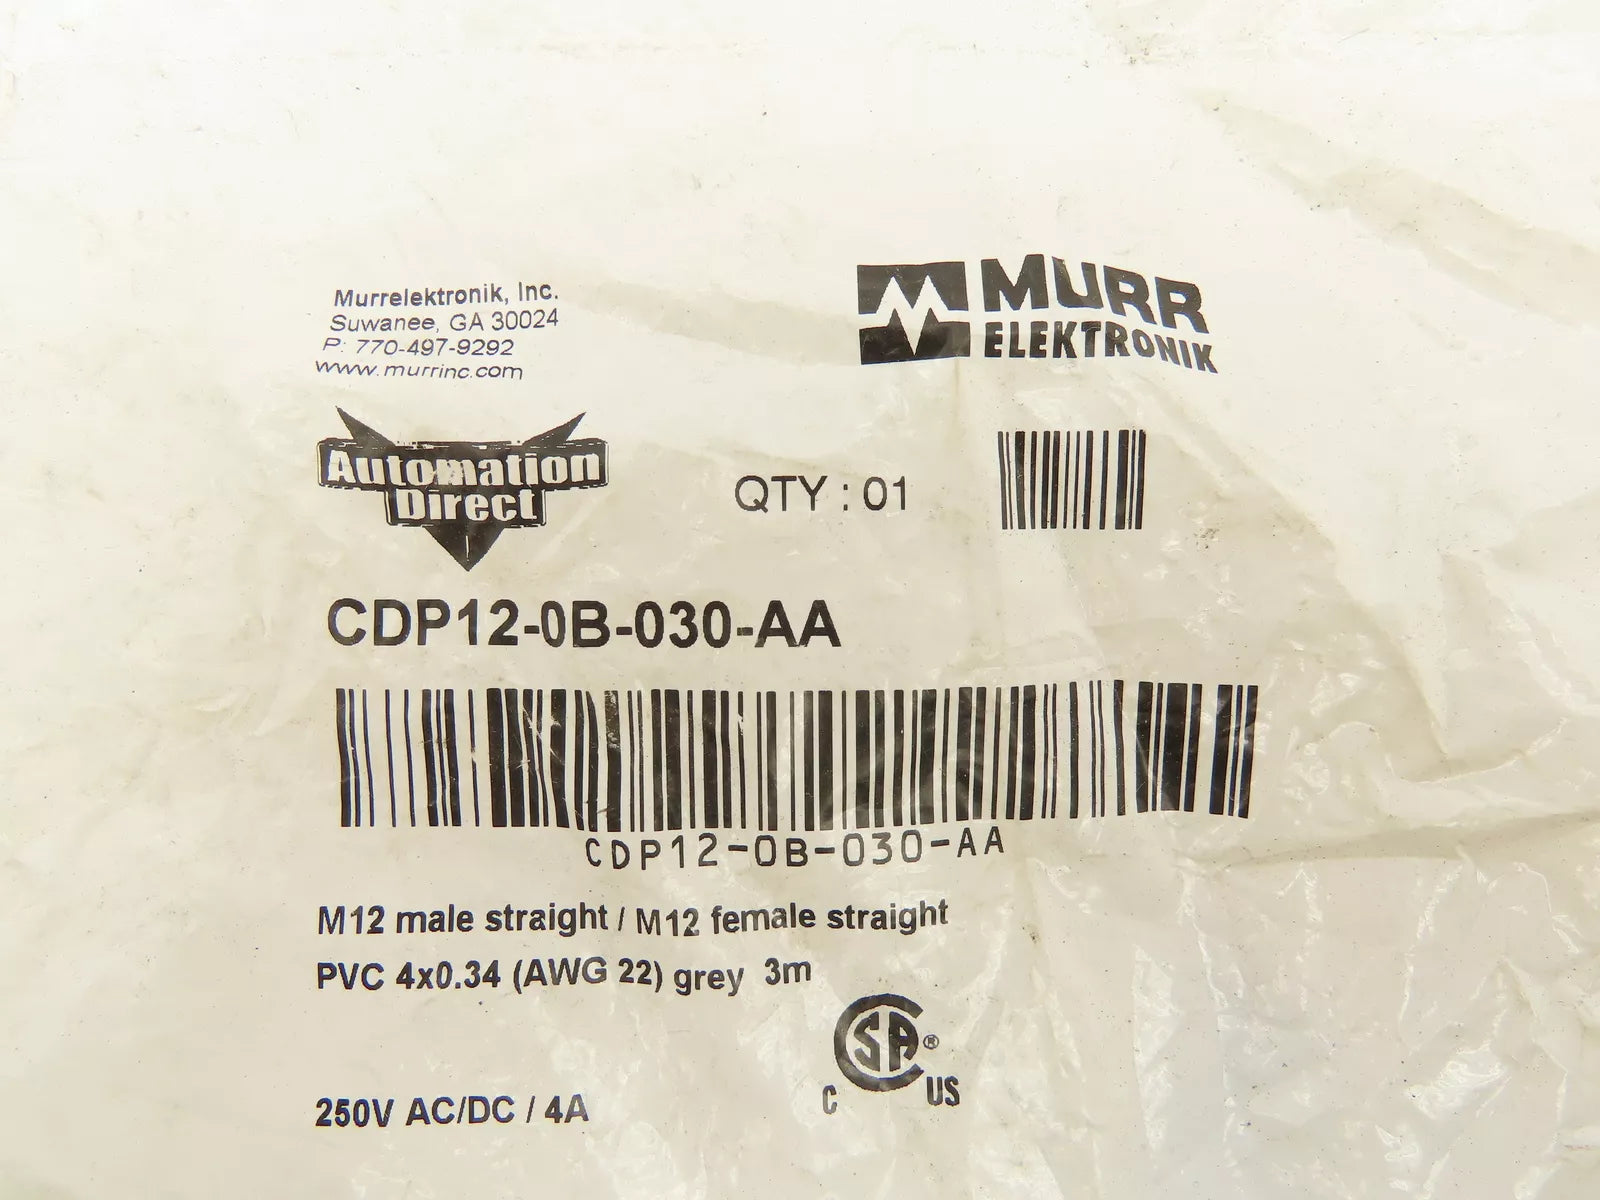 Murrelektronik, Inc.
Suwanee, GA 30024
P: 770-497-9292
www.murrinc.com
MURR
ELEKTRONIK
Automation
Direct
QTY : 01
CDP12-0B-030-AA
CDP12-0B-030-AA
M12 male straight / M12 female straight
PVC 4x0.34 (AWG 22) grey 3m
CSA®
C US
250V AC/DC / 4A